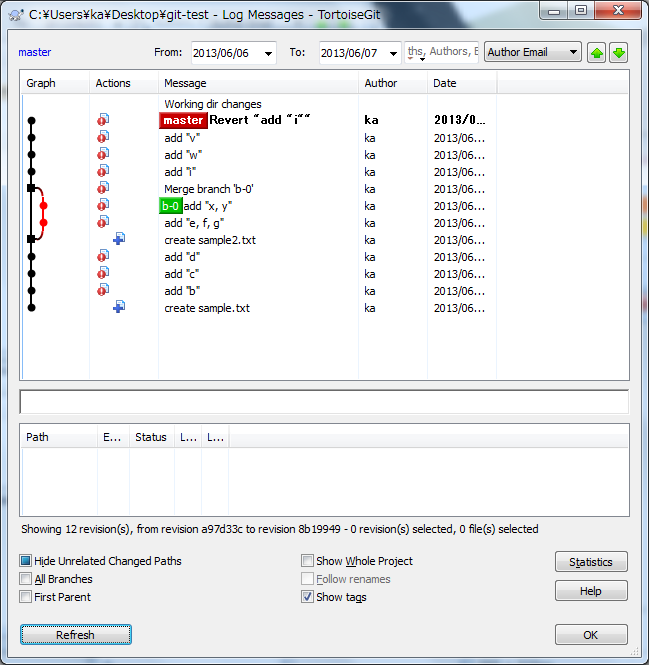 C:¥Users¥ka¥Desktop¥git-test - Log Messages - TortoiseGit
master From: 2013/06/06 To: 2013/06/07 ths, Authors, E Author Email
Graph Actions Message Author Date
Working dir changes
master Revert "add "i"" ka 2013/0...
add "v" ka 2013/06...
add "w" ka 2013/06...
add "i" ka 2013/06...
Merge branch 'b-0' ka 2013/06...
b-0 add "x, y" ka 2013/06...
add "e, f, g" ka 2013/06...
create sample2.txt ka 2013/06...
add "d" ka 2013/06...
add "c" ka 2013/06...
add "b" ka 2013/06...
create sample.txt ka 2013/06...
Path E... Status L... L...
Showing 12 revision(s), from revision a97d33c to revision 8b19949 - 0 revision(s) selected, 0 file(s) selected
Hide Unrelated Changed Paths Show Whole Project Statistics
All Branches Follow renames Help
First Parent Show tags
Refresh OK